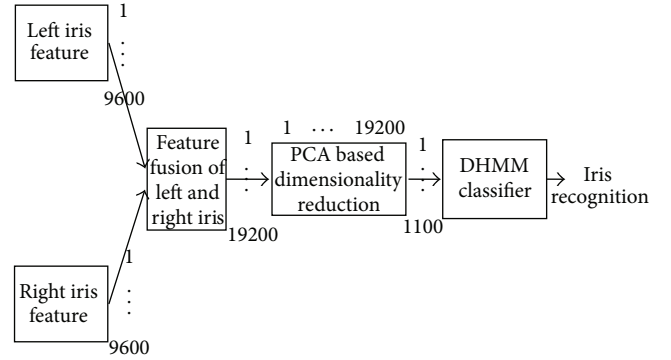 Left iris
feature
1
⋮
9600
Feature
fusion of
left and
right iris
1
⋮
19200
1 ⋯ 19200
PCA based
dimensionality
reduction
1
⋮
1100
DHMM
classifier
Iris
recognition
Right iris
feature
1
⋮
9600